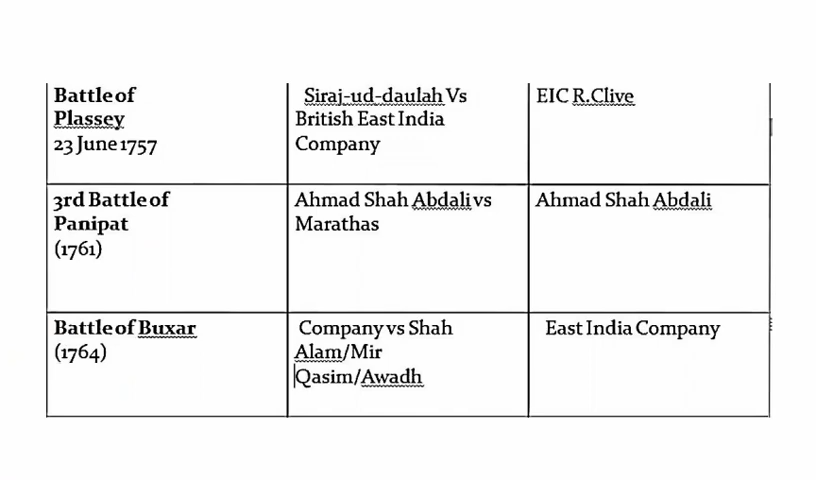 Battle of
Plassey
23 June 1757
Siraj-ud-daulah Vs
British East India
Company
EIC R.Clive
3rd Battle of
Panipat
(1761)
Ahmad Shah Abdali vs
Marathas
Ahmad Shah Abdali
Battle of Buxar
(1764)
Company vs Shah
Alam/Mir
Qasim/Awadh
East India Company